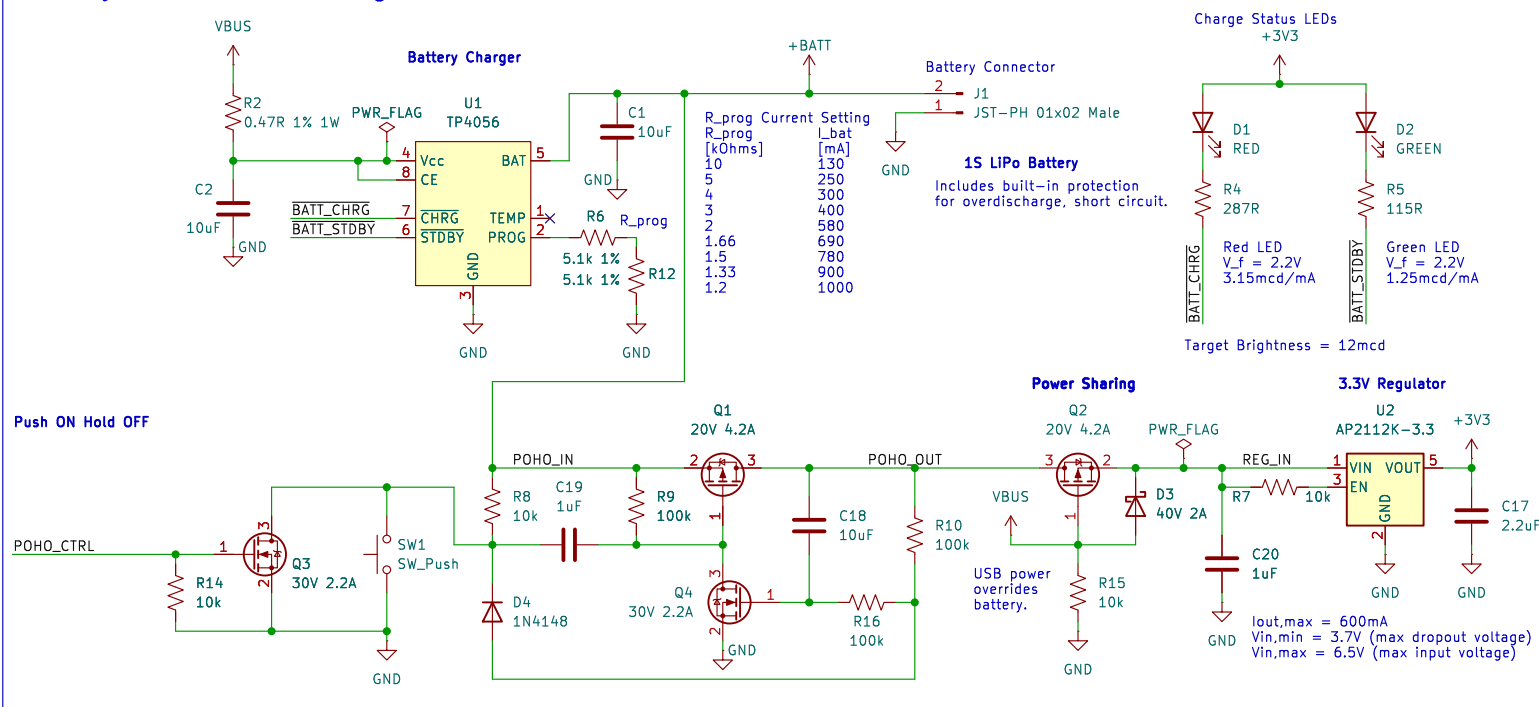 VBUS
R2
0.47R 1% 1W
Battery Charger
PWR_FLAG
U1
TP4056
4 Vcc
8 CE
7 CHRG
6 STDBY
BAT 5
TEMP 1
PROG 2
GND
3
GND
BATT_CHRG
BATT_STDBY
C2
10uF
GND
C1
10uF
GND
R6
R_prog
5.1k 1%
5.1k 1%
R12
GND
+BATT
R_prog Current Setting
R_prog I_bat
[kOhms] [mA]
10 130
5 250
4 300
3 400
2 580
1.66 690
1.5 780
1.33 900
1.2 1000
Battery Connector
2
1
J1
JST-PH 01x02 Male
GND
1S LiPo Battery
Includes built-in protection
for overdischarge, short circuit.
Charge Status LEDs
+3V3
D1
RED
D2
GREEN
R4
287R
R5
115R
BATT_CHRG
Red LED
V_f = 2.2V
3.15mcd/mA
BATT_STDBY
Green LED
V_f = 2.2V
1.25mcd/mA
Target Brightness = 12mcd
Push ON Hold OFF
POHO_CTRL
R14
10k
1
3
2
Q3
30V 2.2A
SW1
SW_Push
GND
POHO_IN
R8
10k
C19
1uF
R9
100k
Q1
20V 4.2A
2
3
1
D4
1N4148
Q4
30V 2.2A
3
1
2
GND
C18
10uF
R16
100k
POHO_OUT
R10
100k
Power Sharing
Q2
20V 4.2A
3
2
1
VBUS
USB power
overrides
battery.
R15
10k
GND
PWR_FLAG
D3
40V 2A
REG_IN
R7
10k
C20
1uF
GND
3.3V Regulator
U2
AP2112K-3.3
1 VIN
3 EN
VOUT 5
GND
2
GND
+3V3
C17
2.2uF
GND
Iout,max = 600mA
Vin,min = 3.7V (max dropout voltage)
Vin,max = 6.5V (max input voltage)